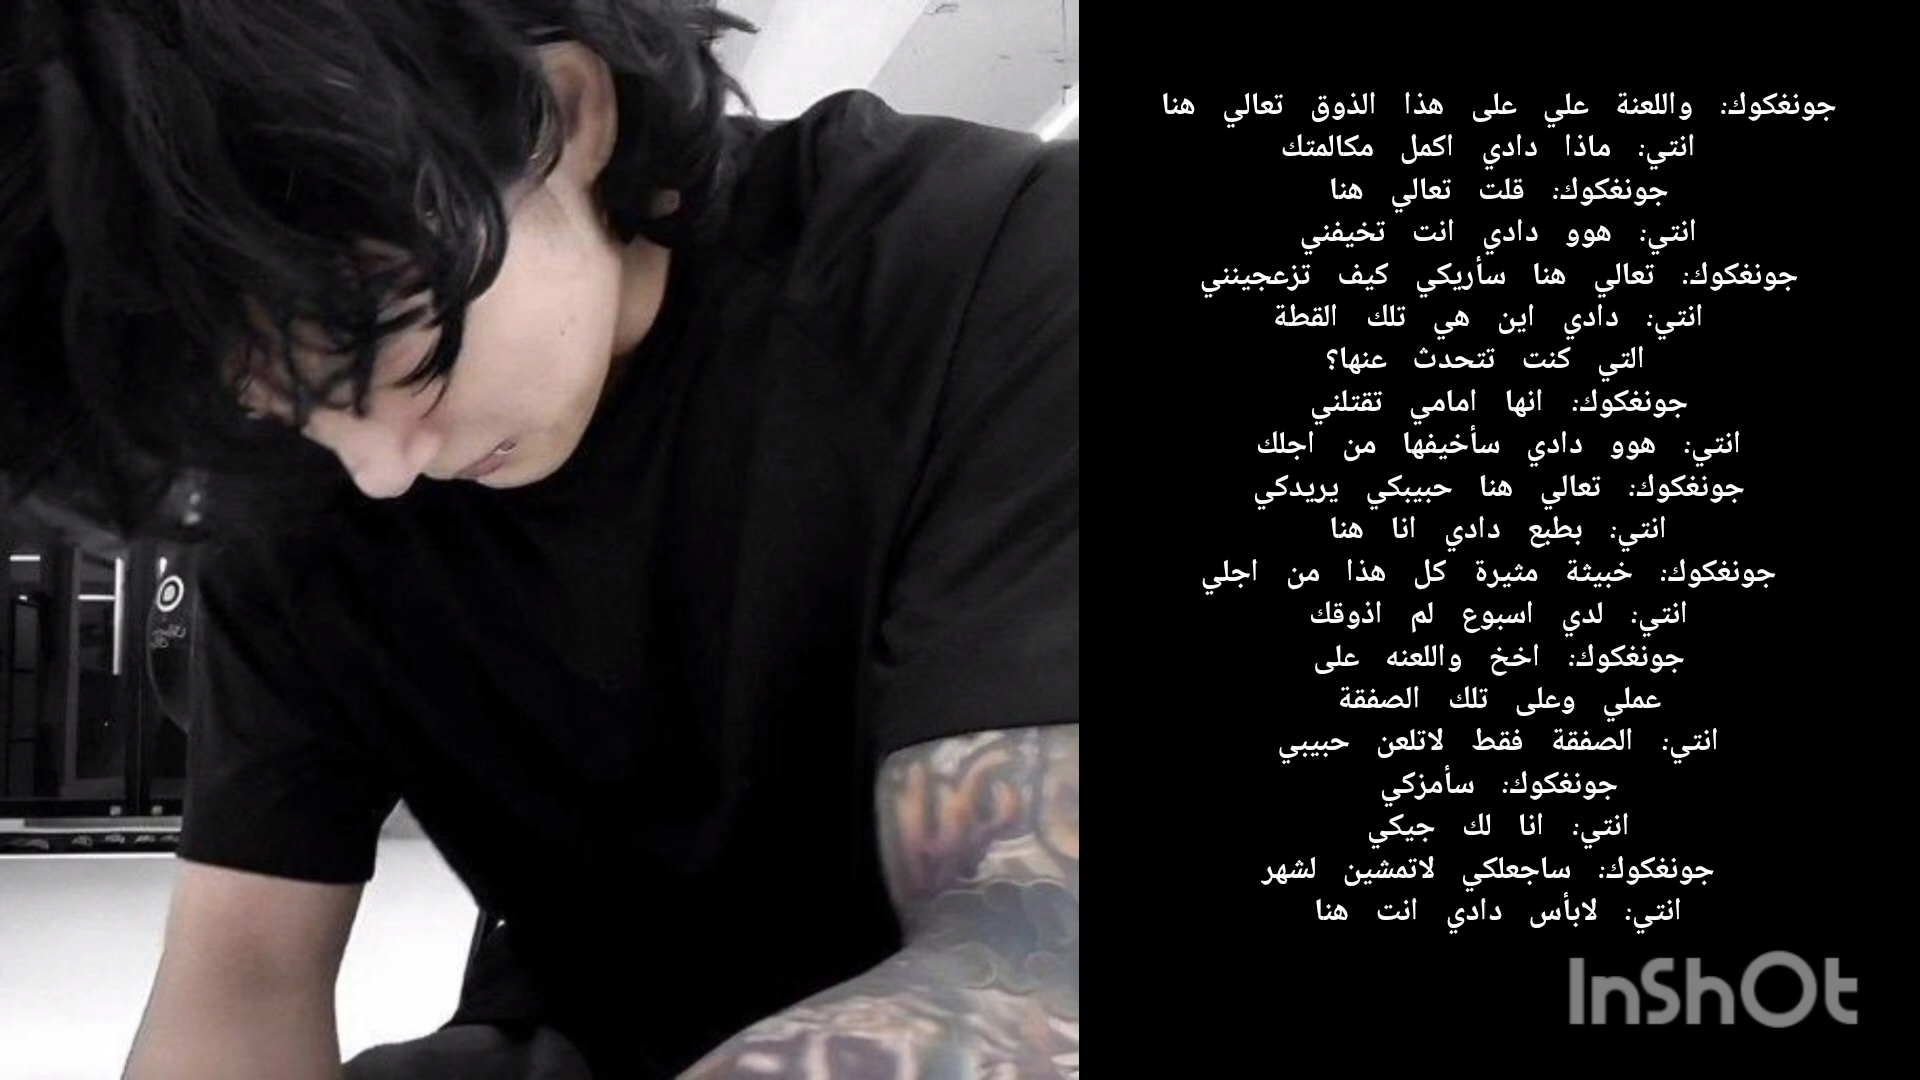 جونغكوك: واللعنة علي على هذا الذوق تعالي هنا
انتي: ماذا دادي اكمل مكالمتك
جونغكوك: قلت تعالي هنا
انتي: هوو دادي انت تخيفني
جونغكوك: تعالي هنا سأريكي كيف تزعجينني
انتي: دادي اين هي تلك القطة
التي كنت تتحدث عنها؟
جونغكوك: انها امامي تقتلني
انتي: هوو دادي سأخيفها من اجلك
جونغكوك: تعالي هنا حبيبكي يريدكي
انتي: بطبع دادي انا هنا
جونغكوك: خبيثة مثيرة كل هذا من اجلي
انتي: لدي اسبوع لم اذوقك
جونغكوك: اخخ واللعنه على
عملي وعلى تلك الصفقة
انتي: الصفقة فقط لاتلعن حبيبي
جونغكوك: سأمزكي
انتي: انا لك جيكي
جونغكوك: ساجعلكي لاتمشين لشهر
انتي: لابأس دادي انت هنا
InShOt